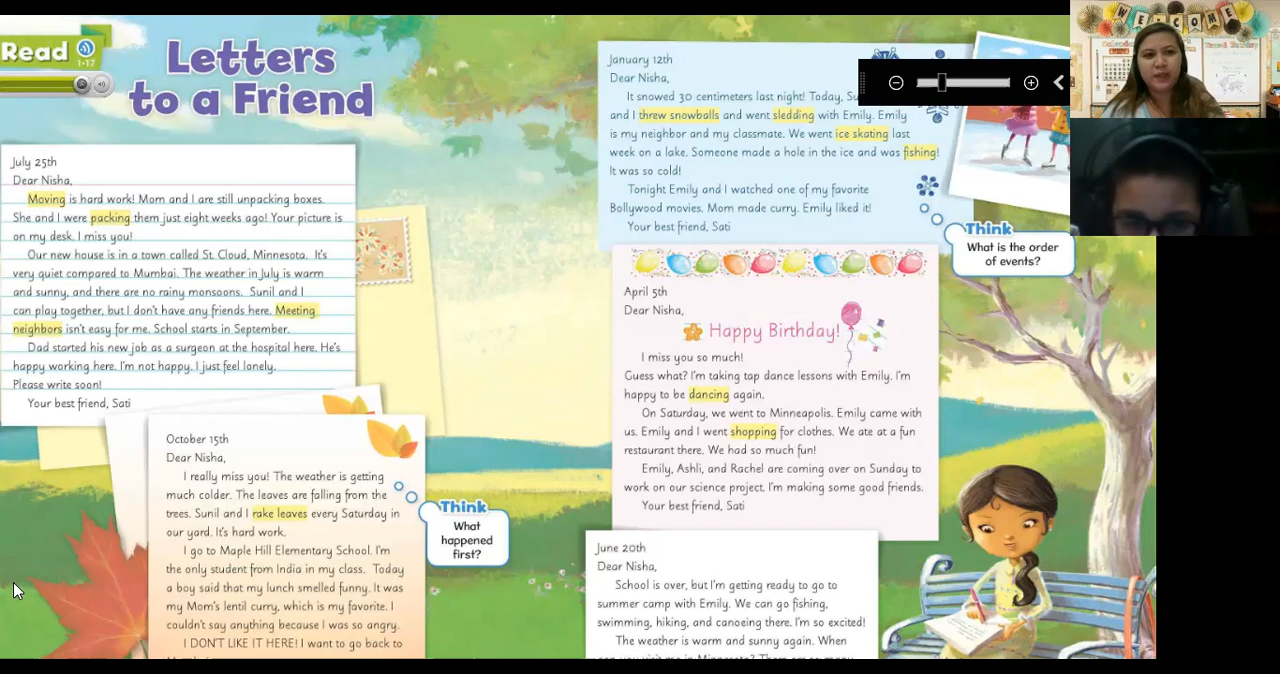 Read
1•17
Letters
to a Friend
July 25th
Dear Nisha,
Moving is hard work! Mom and I are still unpacking boxes.
She and I were packing them just eight weeks ago! Your picture is
on my desk. I miss you!
Our new house is in a town called St. Cloud, Minnesota. It's
very quiet compared to Mumbai. The weather in July is warm
and sunny, and there are no rainy monsoons. Sunil and I
can play together, but I don't have any friends here. Meeting
neighbors isn't easy for me. School starts in September.
Dad started his new job as a surgeon at the hospital here. He's
happy working here. I'm not happy. I just feel lonely.
Please write soon!
Your best friend, Sati
October 15th
Dear Nisha,
I really miss you! The weather is getting
much colder. The leaves are falling from the
trees. Sunil and I rake leaves every Saturday in
our yard. It's hard work.
I go to Maple Hill Elementary School. I'm
the only student from India in my class. Today
a boy said that my lunch smelled funny. It was
my Mom's lentil curry, which is my favorite. I
couldn't say anything because I was so angry.
I DON'T LIKE IT HERE! I want to go back to
Think
What
happened
first?
January 12th
Dear Nisha,
It snowed 30 centimeters last night! Today, Su
and I threw snowballs and went sledding with Emily. Emily
is my neighbor and my classmate. We went ice skating last
week on a lake. Someone made a hole in the ice and was fishing!
It was so cold!
Tonight Emily and I watched one of my favorite
Bollywood movies. Mom made curry. Emily liked it!
Your best friend, Sati
Think
What is the order
of events?
April 5th
Dear Nisha,
Happy Birthday!
I miss you so much!
Guess what? I'm taking tap dance lessons with Emily. I'm
happy to be dancing again.
On Saturday, we went to Minneapolis. Emily came with
us. Emily and I went shopping for clothes. We ate at a fun
restaurant there. We had so much fun!
Emily, Ashli, and Rachel are coming over on Sunday to
work on our science project. I'm making some good friends.
Your best friend, Sati
June 20th
Dear Nisha,
School is over, but I'm getting ready to go to
summer camp with Emily. We can go fishing,
swimming, hiking, and canoeing there. I'm so excited!
The weather is warm and sunny again. When
WELCOME